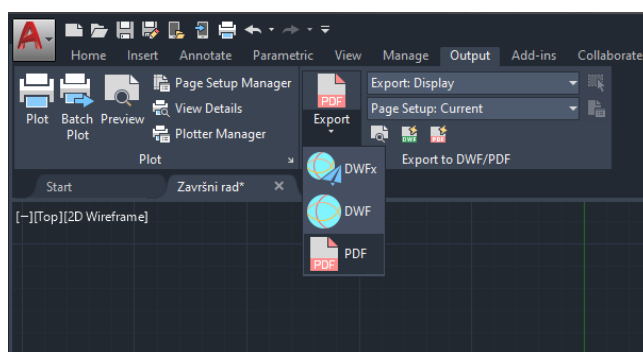 A
Home Insert Annotate Parametric View Manage Output Add-ins Collaborate
Plot
Batch Plot
Preview
Page Setup Manager
View Details
Plotter Manager
Plot
PDF
Export
Export: Display
Page Setup: Current
DWF PDF
Export to DWF/PDF
DWFx
DWF
PDF PDF
Start Završni rad*
[−][Top][2D Wireframe]